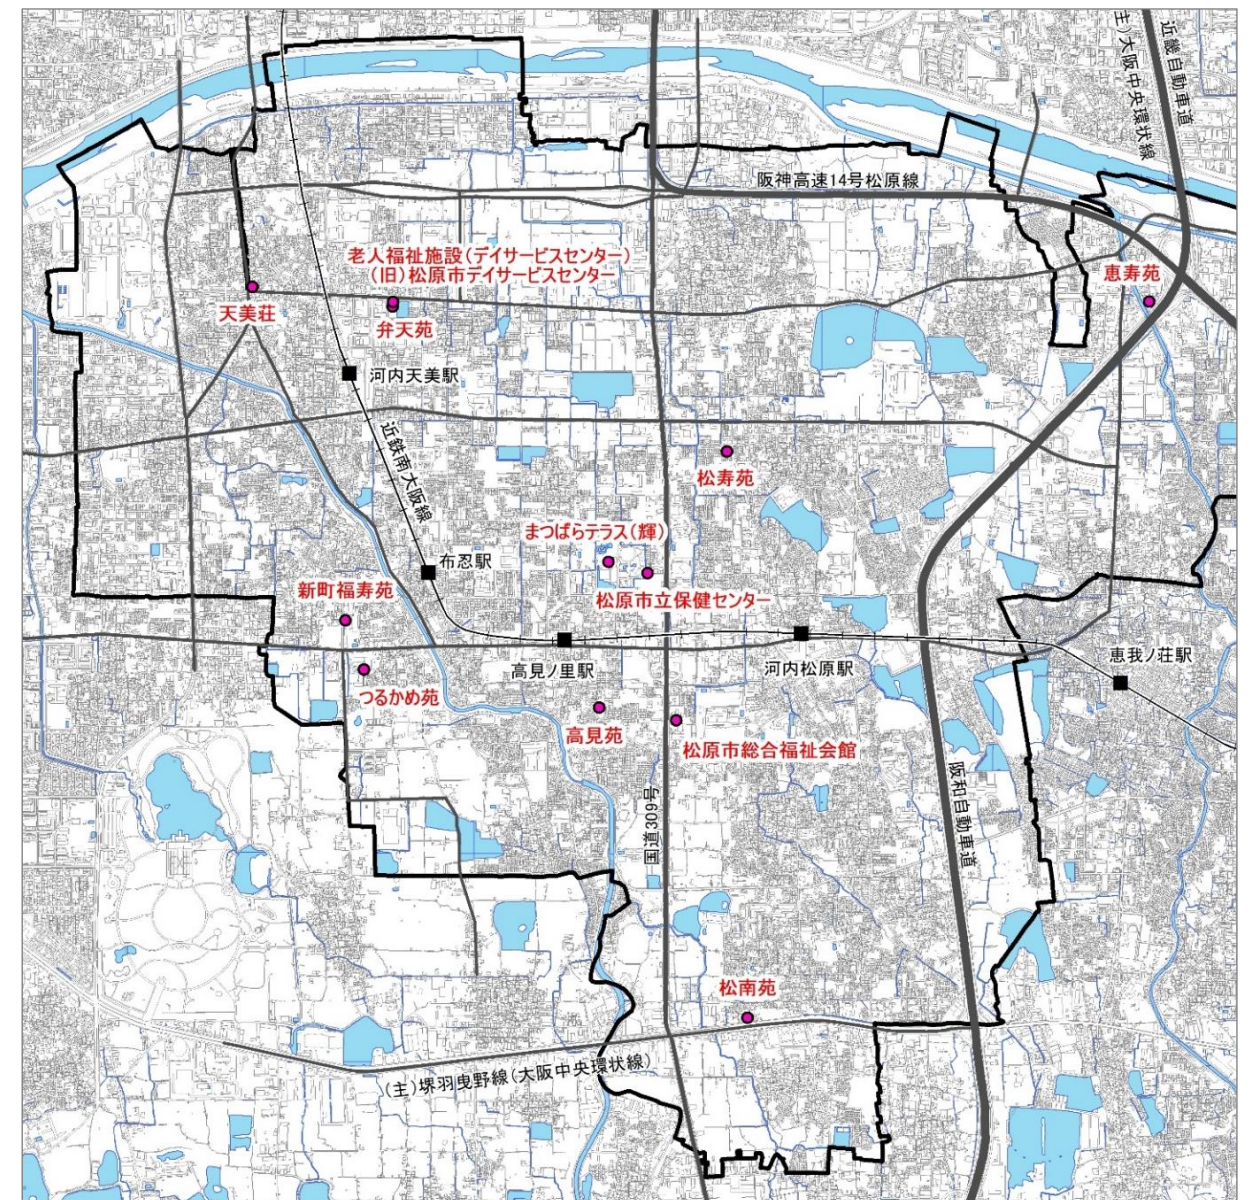 近畿自動車道
(主)大阪中央環状線
阪神高速14号松原線
老人福祉施設(デイサービスセンター)
(旧)松原市デイサービスセンター
恵寿苑
天美荘
弁天苑
河内天美駅
近鉄南大阪線
松寿苑
まつばらテラス(輝)
布忍駅
新町福寿苑
松原市立保健センター
高見ノ里駅
河内松原駅
恵我ノ荘駅
つるかめ苑
高見苑
松原市総合福祉会館
国道309号
阪和自動車道
松南苑
(主)堺羽曳野線(大阪中央環状線)